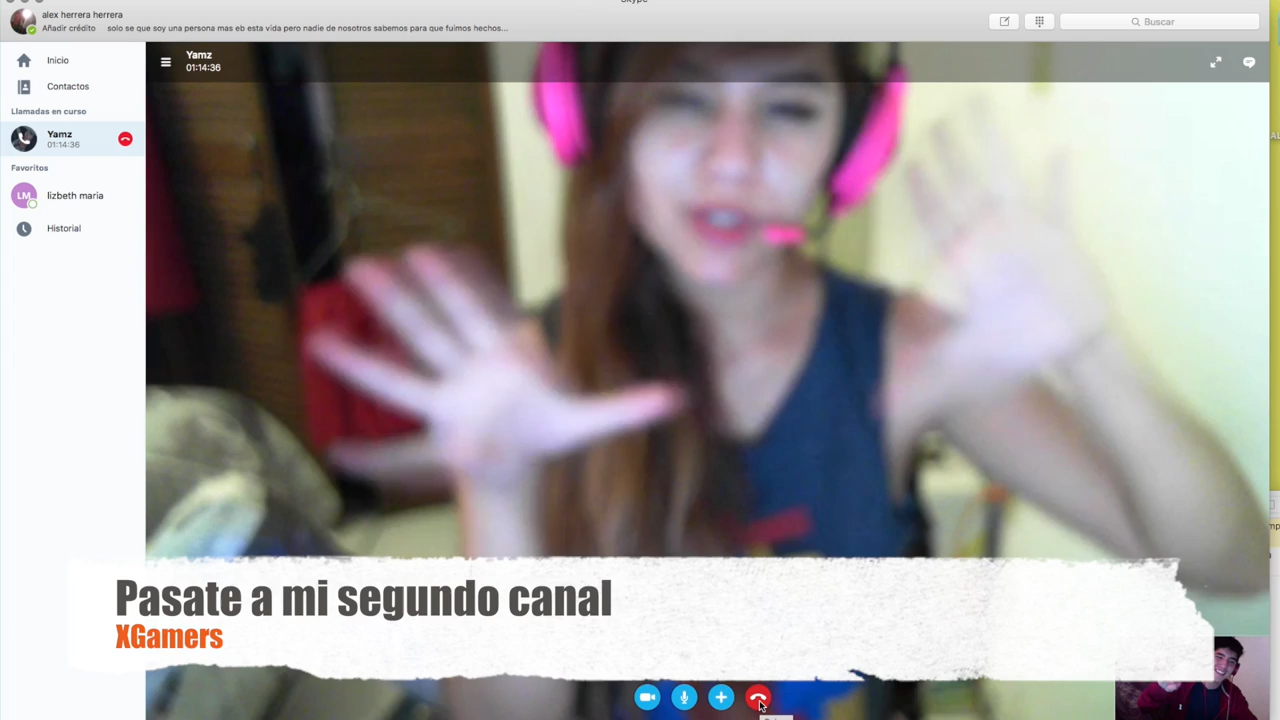 alex herrera herrera
Añadir crédito solo se que soy una persona mas eb esta vida pero nadie de nosotros sabemos para que fuimos hechos...
Buscar
Inicio
Contactos
Llamadas en curso
Yamz
01:14:36
Favoritos
LM
lizbeth maria
Historial
Yamz
01:14:36
Pasate a mi segundo canal
XGamers